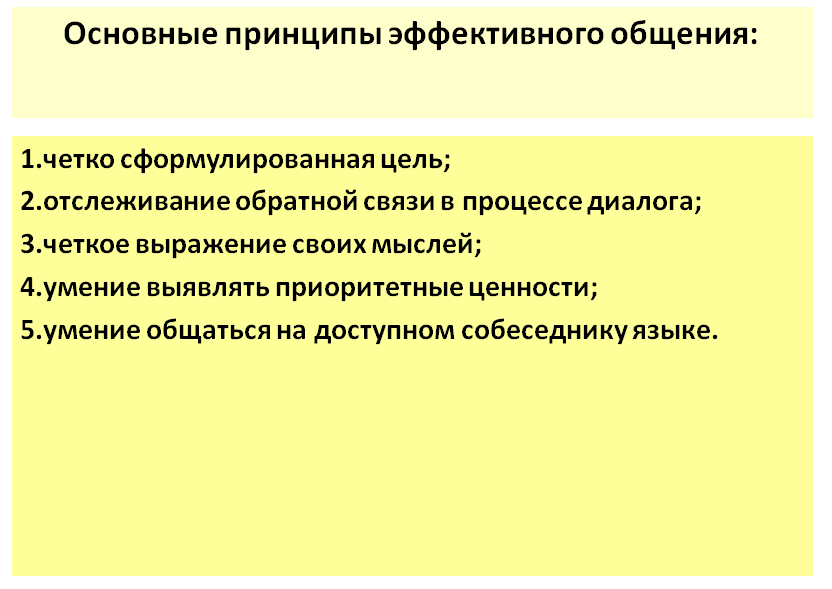 Основные принципы эффективного общения:
1.четко сформулированная цель;
2.отслеживание обратной связи в процессе диалога;
3.четкое выражение своих мыслей;
4.умение выявлять приоритетные ценности;
5.умение общаться на доступном собеседнику языке.